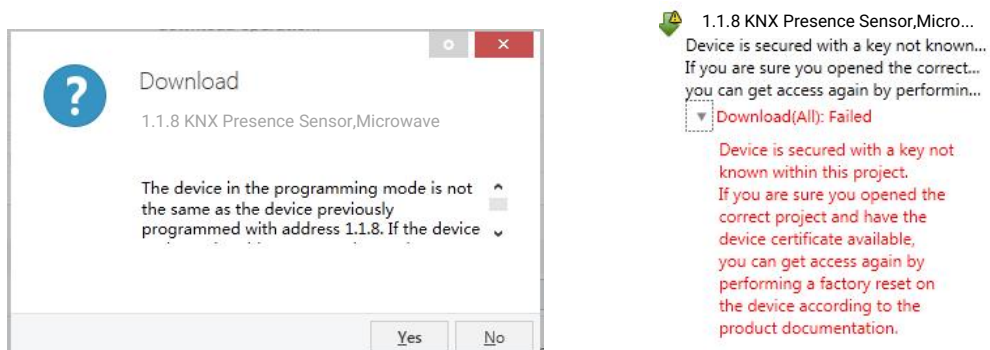 Download
1.1.8 KNX Presence Sensor,Microwave
The device in the programming mode is not
the same as the device previously
programmed with address 1.1.8. If the device
Yes
No
1.1.8 KNX Presence Sensor,Micro...
Device is secured with a key not known...
If you are sure you opened the correct...
you can get access again by performin...
Download(All): Failed
Device is secured with a key not
known within this project.
If you are sure you opened the
correct project and have the
device certificate available,
you can get access again by
performing a factory reset on
the device according to the
product documentation.